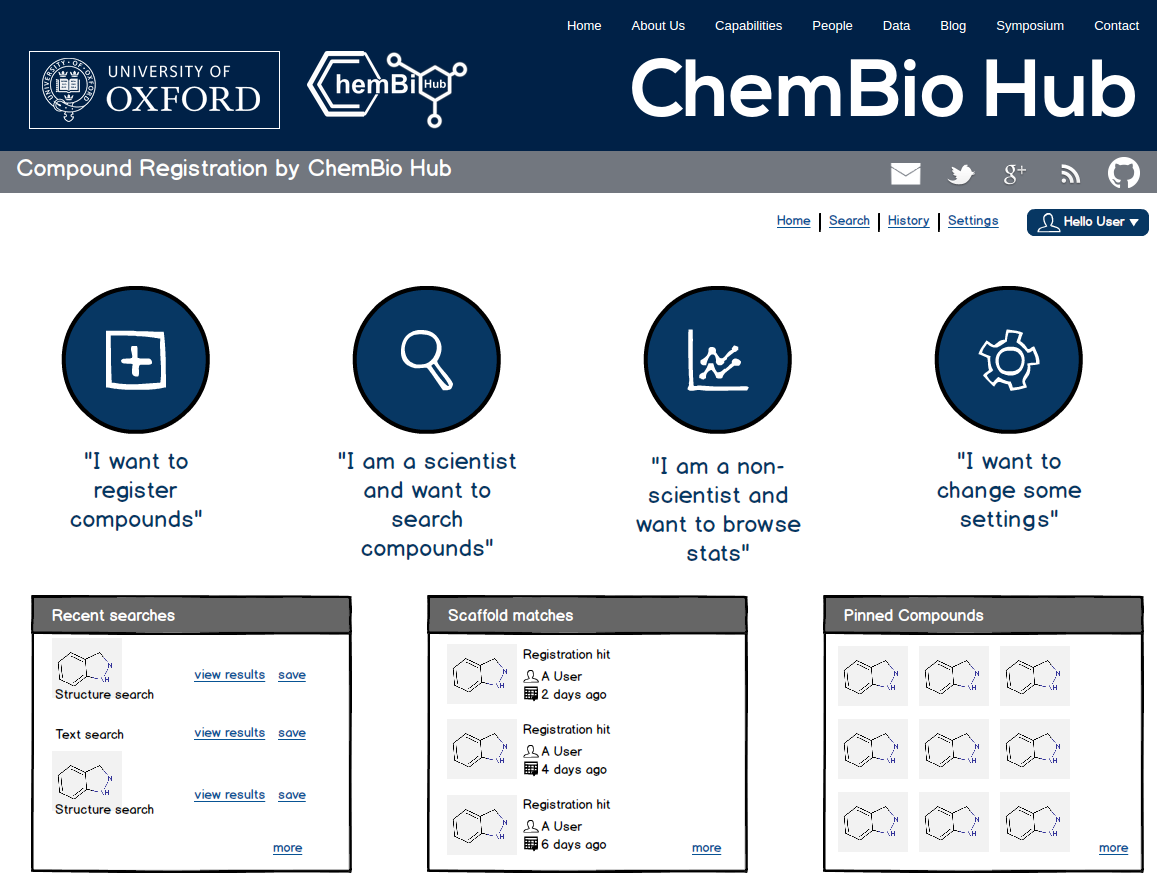 Home About Us Capabilities People Data Blog Symposium Contact
UNIVERSITY OF
OXFORD
hemBi Hub
ChemBio Hub
Compound Registration by ChemBio Hub
g+
Home Search History Settings Hello User
"I want to
register
compounds"
"I am a scientist
and want to
search
compounds"
"I am a non-
scientist and
want to browse
stats"
"I want to
change some
settings"
Recent searches
N
H
Structure search view results save
Text search view results save
N
H
Structure search view results save
more
Scaffold matches
N
H
Registration hit
A User
2 days ago
N
H
Registration hit
A User
4 days ago
N
H
Registration hit
A User
6 days ago
more
Pinned Compounds
N N N
H H H
N N N
H H H
N N N
H H H
more